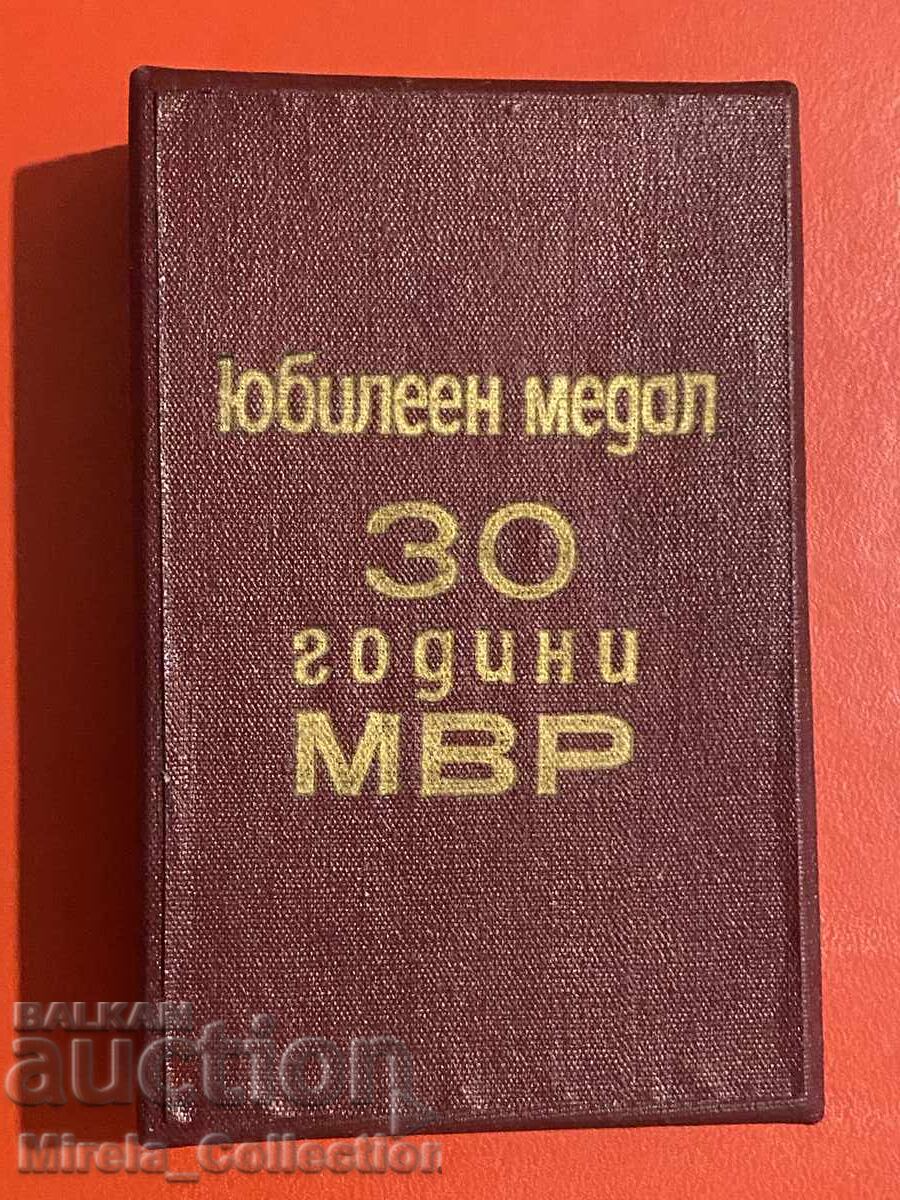 Юбилеен медал
30
години
МВР
BALKAN
auction
Mirela_Collection